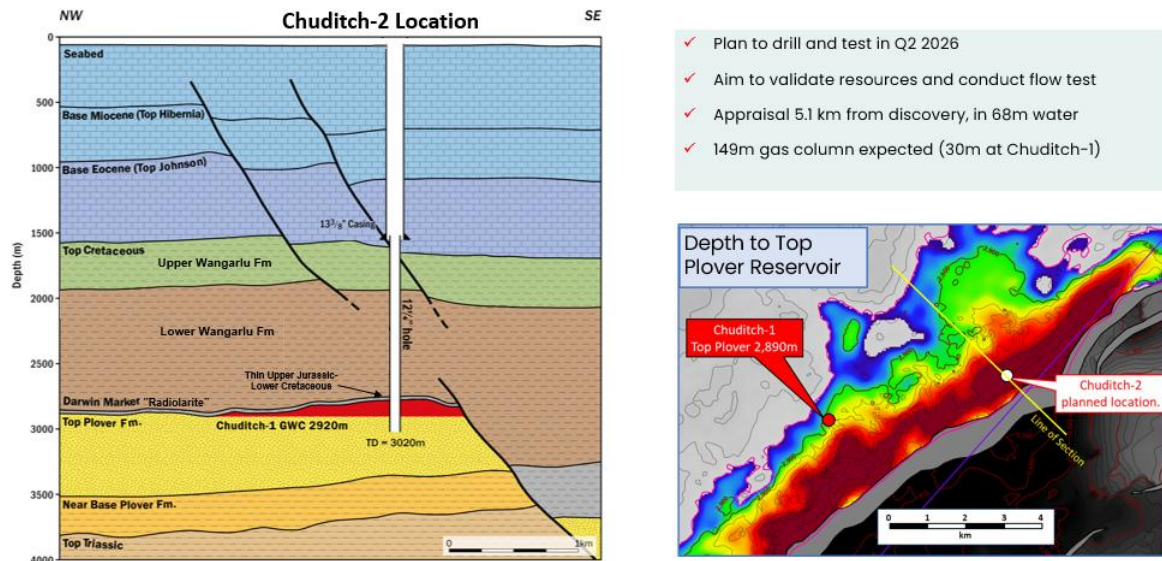 NW
Chuditch-2 Location
SE
0
Seabed
500
Base Miocene (Top Hibernia)
1000
Base Eocene (Top Johnson)
13 3/8" Casing
1500
Top Cretaceous
Depth (m)
Upper Wangarlu Fm
2000
12¼" hole
Lower Wangarlu Fm
2500
Thin Upper Jurassic-
Lower Cretaceous
Darwin Market "Radiolarite"
Top Plover Fm.
Chuditch-1 GWC 2920m
3000
TD = 3020m
3500
Near Base Plover Fm.
Top Triassic
0 1km
4000
✓ Plan to drill and test in Q2 2026
✓ Aim to validate resources and conduct flow test
✓ Appraisal 5.1 km from discovery, in 68m water
✓ 149m gas column expected (30m at Chuditch-1)
Depth to Top
Plover Reservoir
Chuditch-1
Top Plover 2,890m
Chuditch-2
planned location.
Line of Section
0 1 2 3 4
km